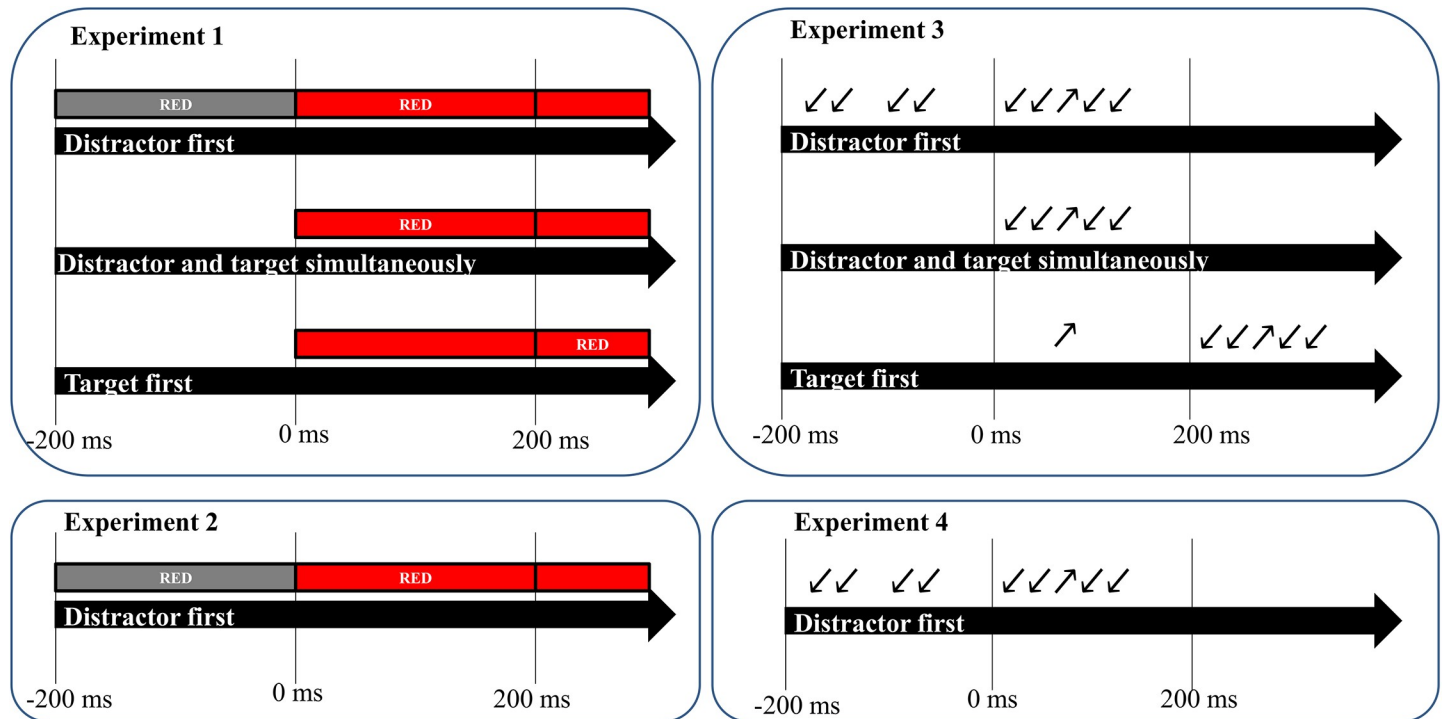 Experiment 1
RED RED
Distractor first
RED
Distractor and target simultaneously
RED
Target first
-200 ms 0 ms 200 ms
Experiment 3
↙↙ ↙↙ ↙↙↗↙↙
Distractor first
↙↙↗↙↙
Distractor and target simultaneously
↗ ↙↙↗↙↙
Target first
-200 ms 0 ms 200 ms
Experiment 2
RED RED
Distractor first
-200 ms 0 ms 200 ms
Experiment 4
↙↙ ↙↙ ↙↙↗↙↙
Distractor first
-200 ms 0 ms 200 ms